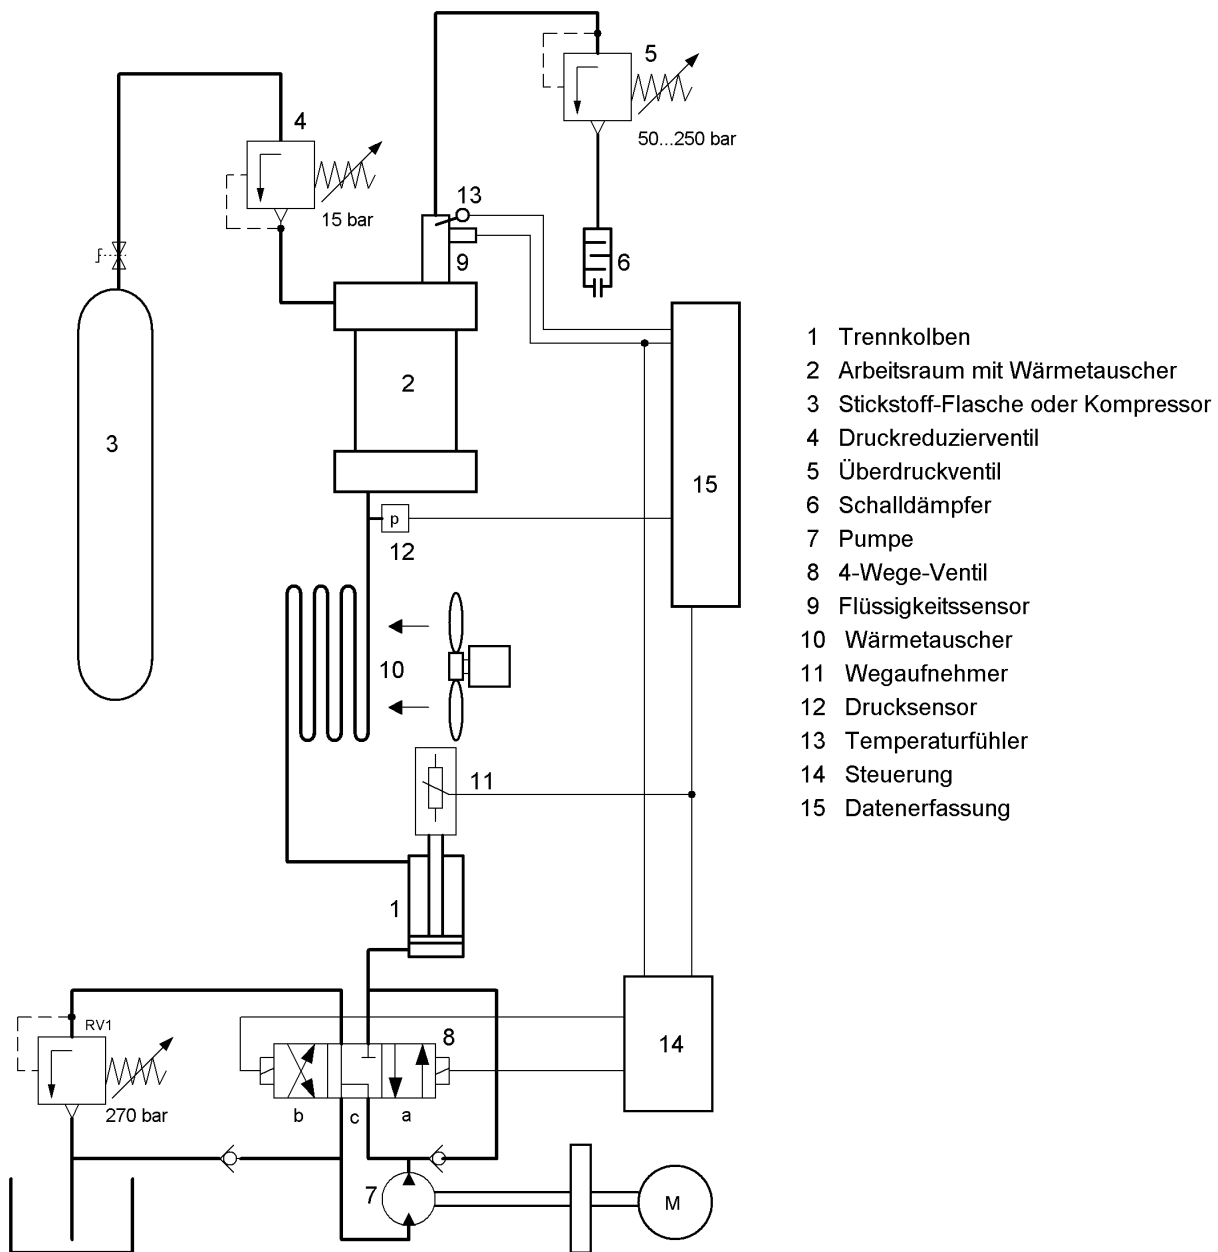 5
50...250 bar
4
15 bar
13
9
6
3
2
15
p
12
10
11
1
RV1
270 bar
8
b
c
a
14
7
M
1 Trennkolben
2 Arbeitsraum mit Wärmetauscher
3 Stickstoff-Flasche oder Kompressor
4 Druckreduzierventil
5 Überdruckventil
6 Schalldämpfer
7 Pumpe
8 4-Wege-Ventil
9 Flüssigkeitssensor
10 Wärmetauscher
11 Wegaufnehmer
12 Drucksensor
13 Temperaturfühler
14 Steuerung
15 Datenerfassung